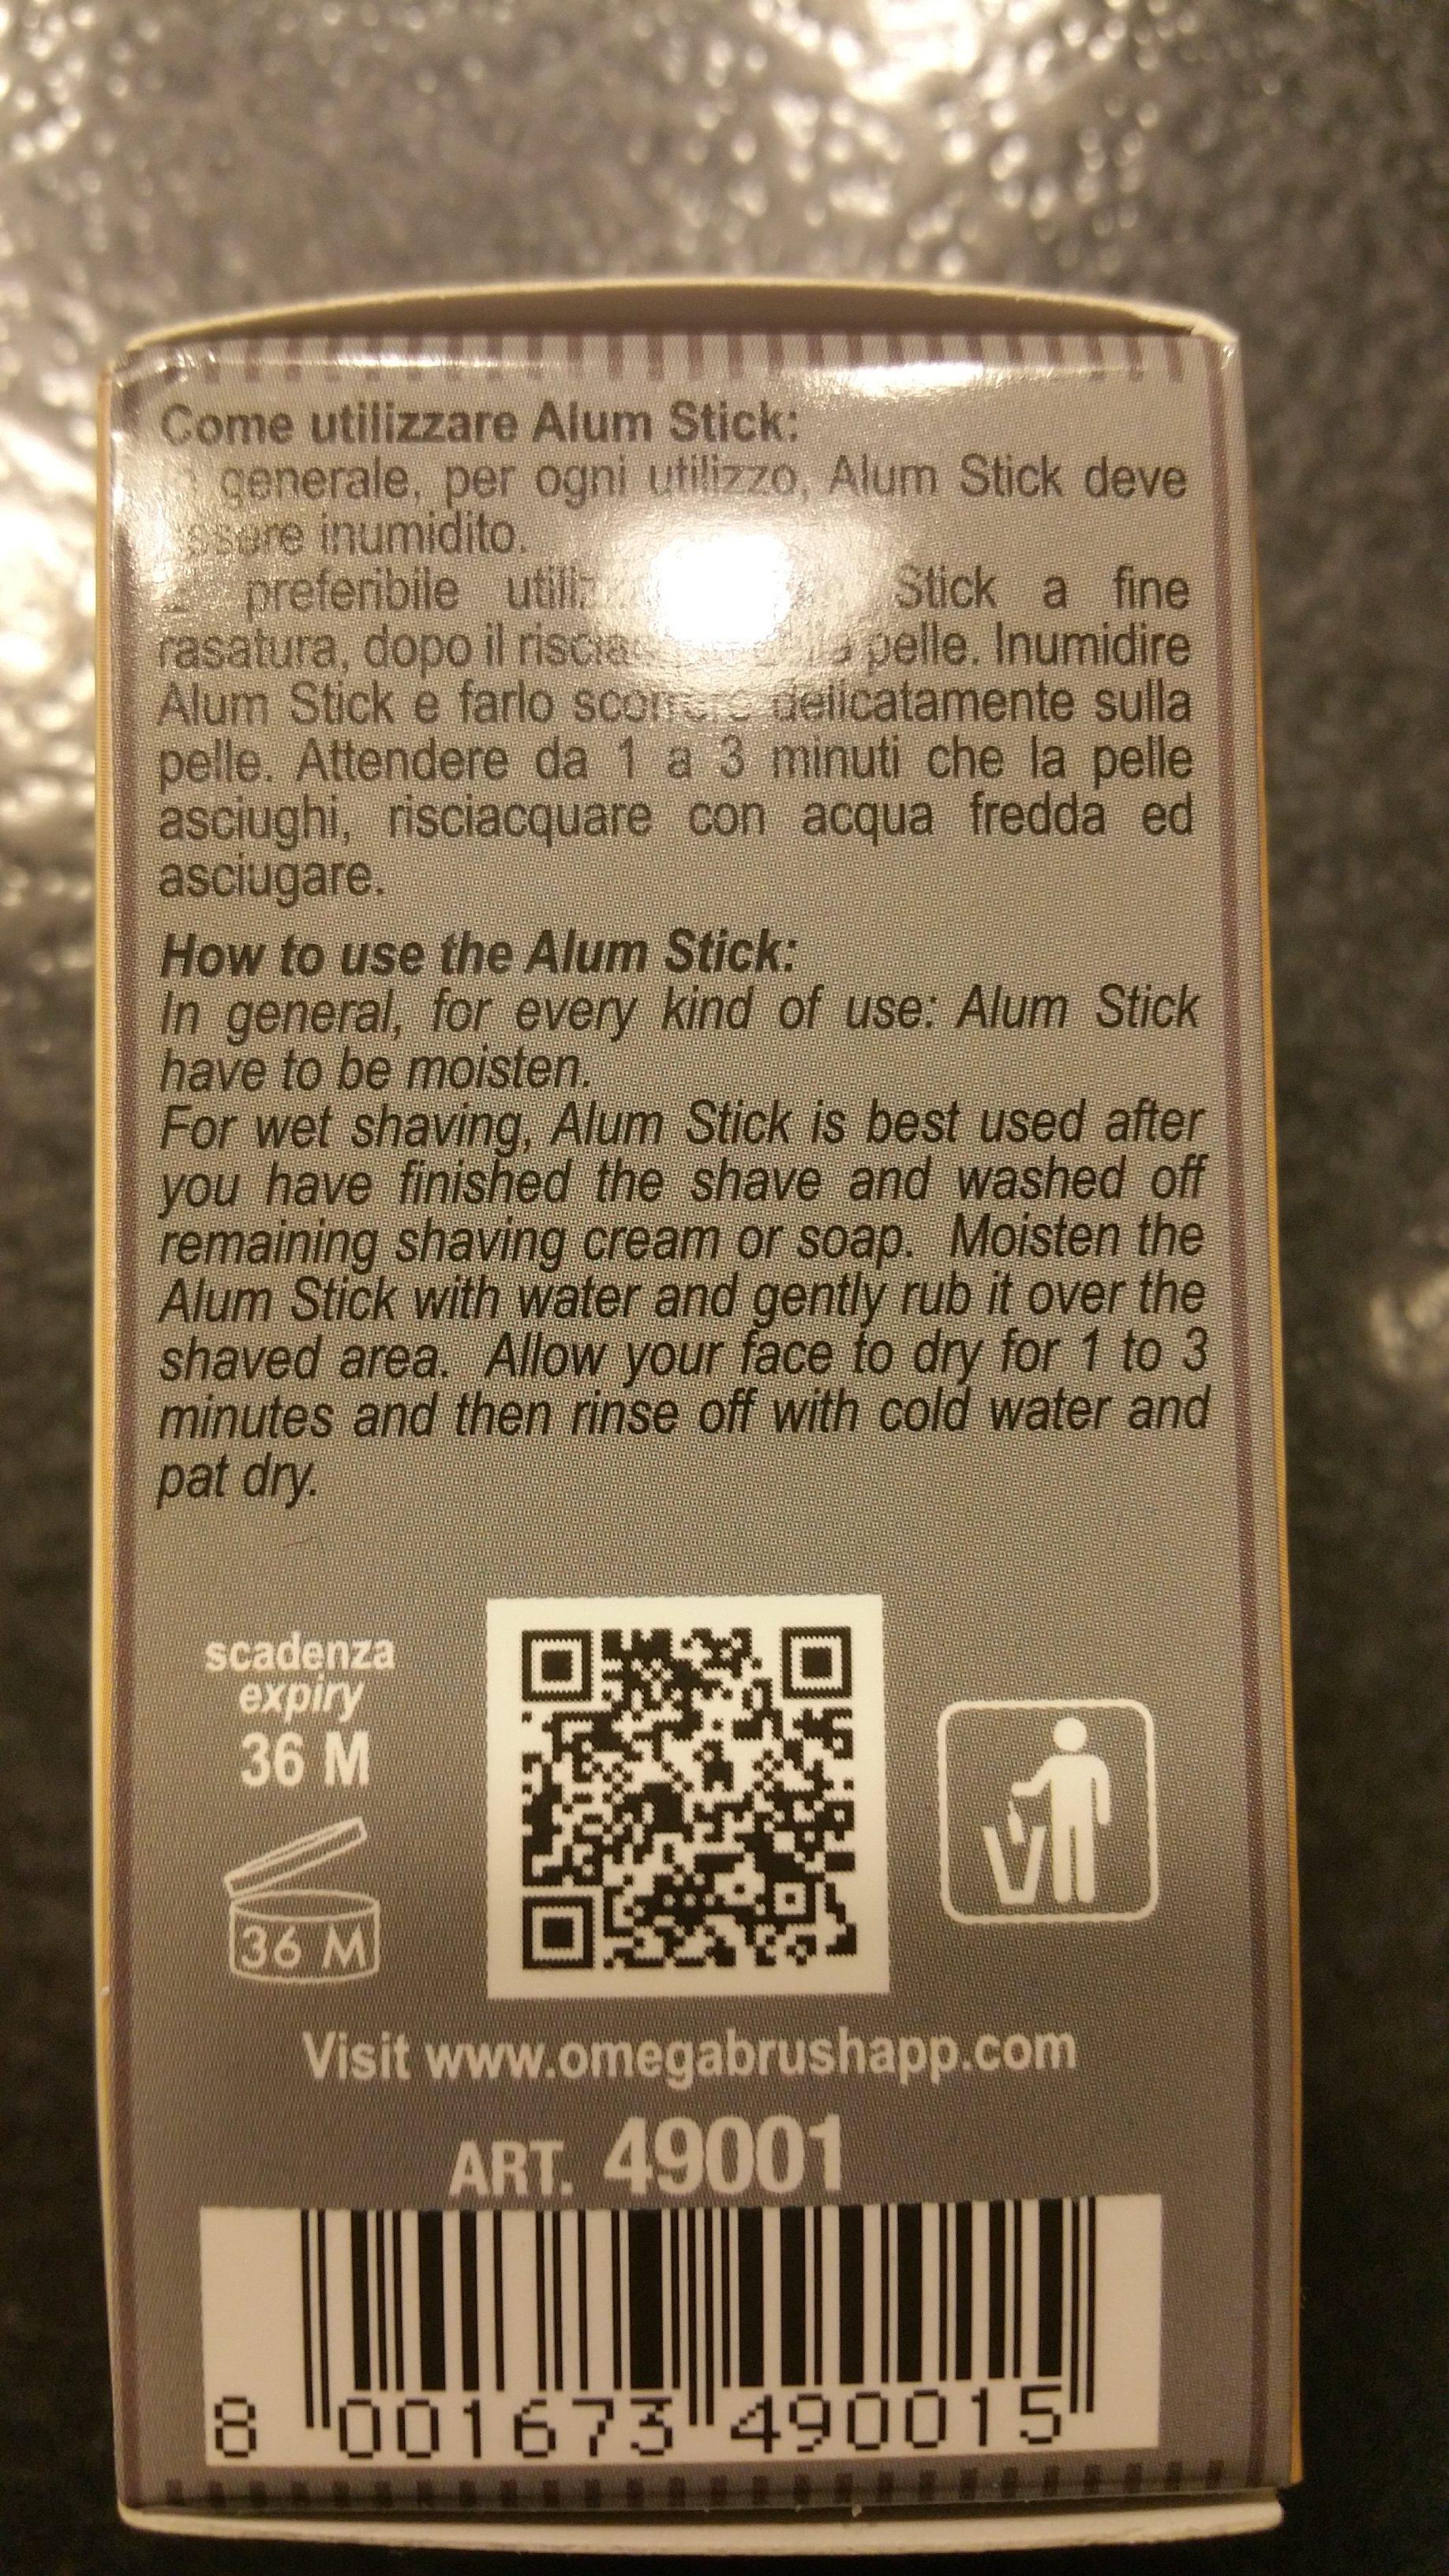 Come utilizzare Alum Stick:
generale, per ogni utilizzo, Alum Stick deve
essere inumidito.
preferibile Stick a fine
rasatura, dopo il pelle. Inumidire
Alum Stick e farlo scorrere delicatamente sulla
pelle. Attendere da 1 a 3 minuti che la pelle
asciughi, risciacquare con acqua fredda ed
asciugare.
How to use the Alum Stick:
In general, for every kind of use: Alum Stick
have to be moisten.
For wet shaving, Alum Stick is best used after
you have finished the shave and washed off
remaining shaving cream or soap. Moisten the
Alum Stick with water and gently rub it over the
shaved area. Allow your face to dry for 1 to 3
minutes and then rinse off with cold water and
pat dry.
scadenza
expiry
36 M
36 M
Visit www.omegabrushapp.com
ART. 49001
8 001673 490015